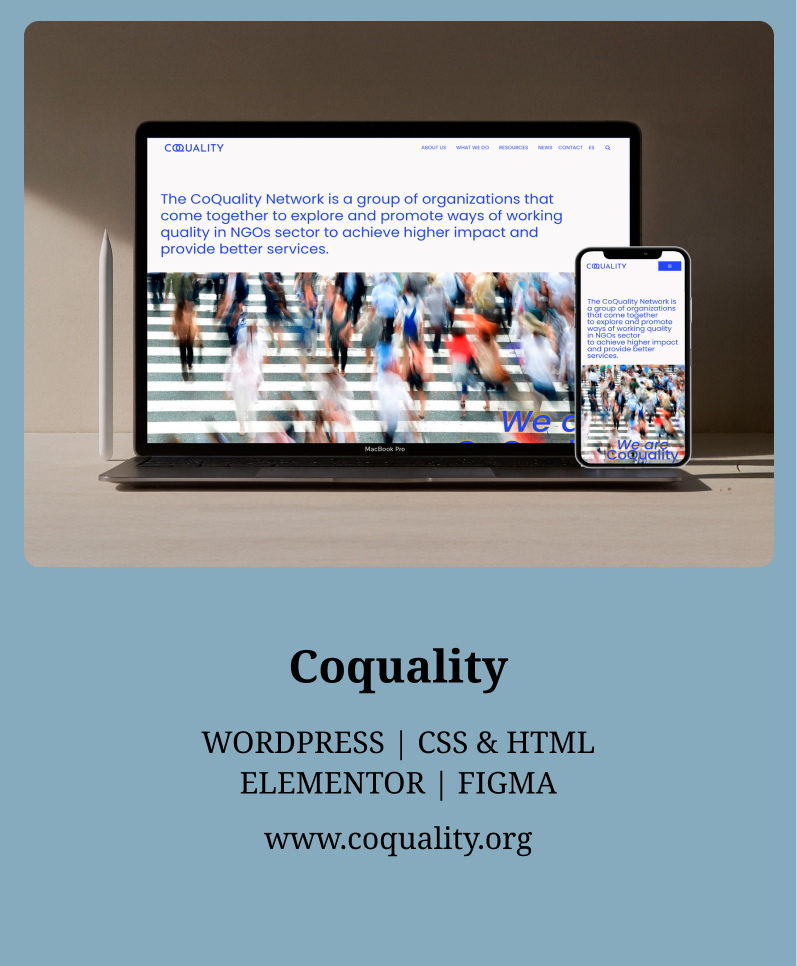 COQUALITY
ABOUT US WHAT WE DO RESOURCES NEWS CONTACT ES
The CoQuality Network is a group of organizations that
come together to explore and promote ways of working
quality in NGOs sector to achieve higher impact and
provide better services.
We a
MacBook Pro
COQUALITY
The CoQuality Network is
a group of organizations
that come together
to explore and promote
ways of working quality
in NGOs sector
to achieve higher impact
and provide better
services.
We are
CoQuality
Coquality
WORDPRESS | CSS & HTML
ELEMENTOR | FIGMA
www.coquality.org